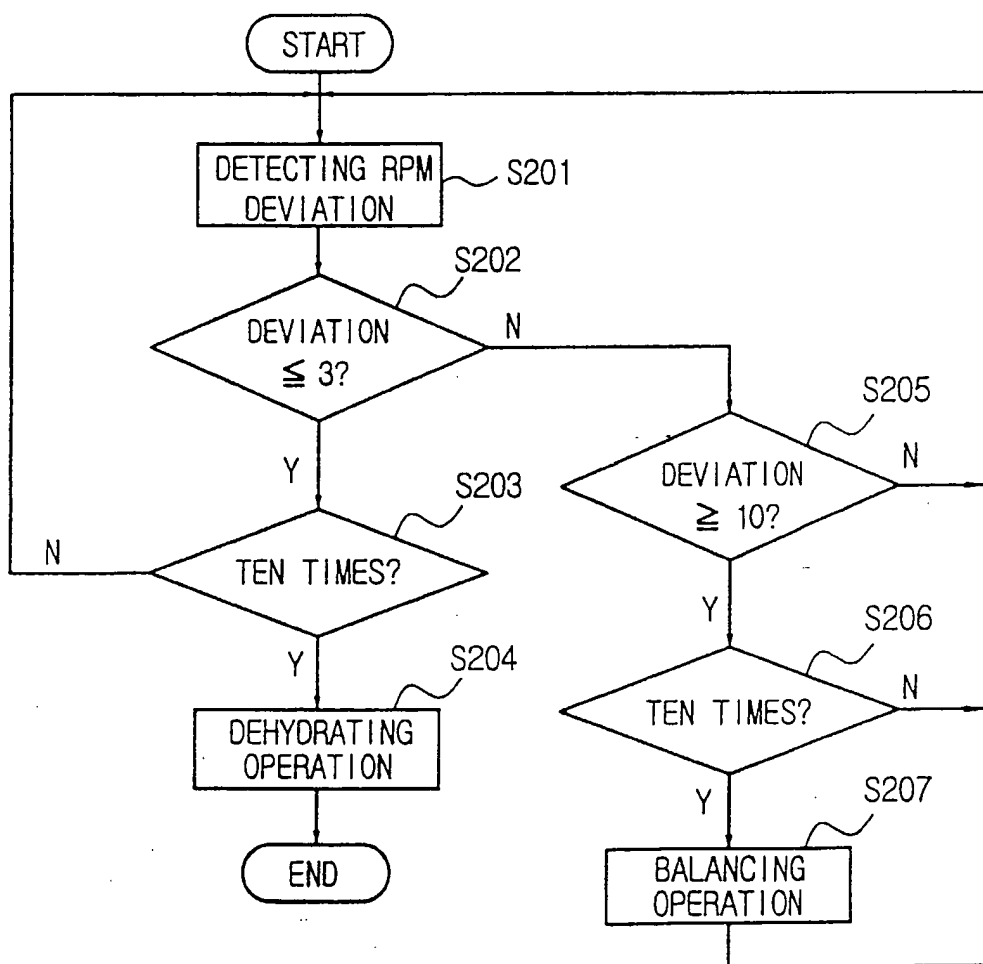 START
DETECTING RPM
DEVIATION
S201
S202
DEVIATION
≦ 3?
N
Y
S205
DEVIATION
≧ 10?
N
S203
TEN TIMES?
N
Y
Y
S206
TEN TIMES?
N
S204
DEHYDRATING
OPERATION
Y
S207
BALANCING
OPERATION
END